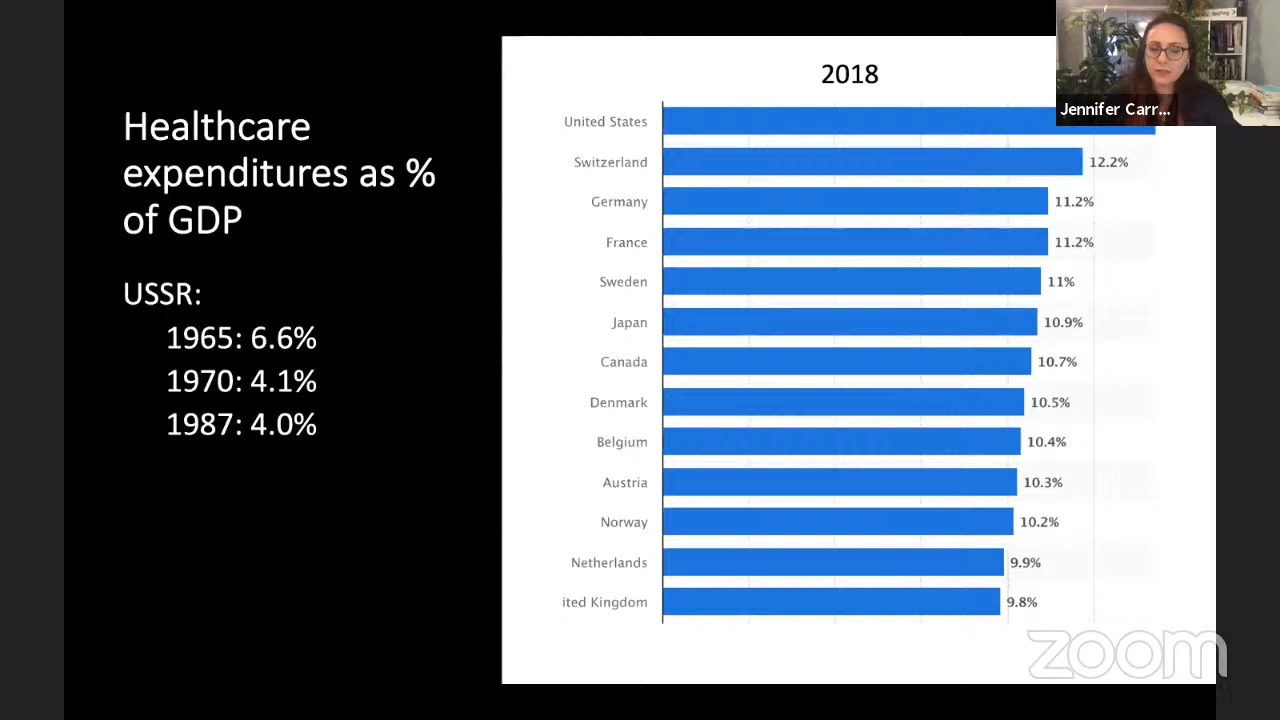 Healthcare
expenditures as %
of GDP
USSR:
1965: 6.6%
1970: 4.1%
1987: 4.0%
2018
United States
Switzerland 12.2%
Germany 11.2%
France 11.2%
Sweden 11%
Japan 10.9%
Canada 10.7%
Denmark 10.5%
Belgium 10.4%
Austria 10.3%
Norway 10.2%
Netherlands 9.9%
ited Kingdom 9.8%
Jennifer Carr...
zoom